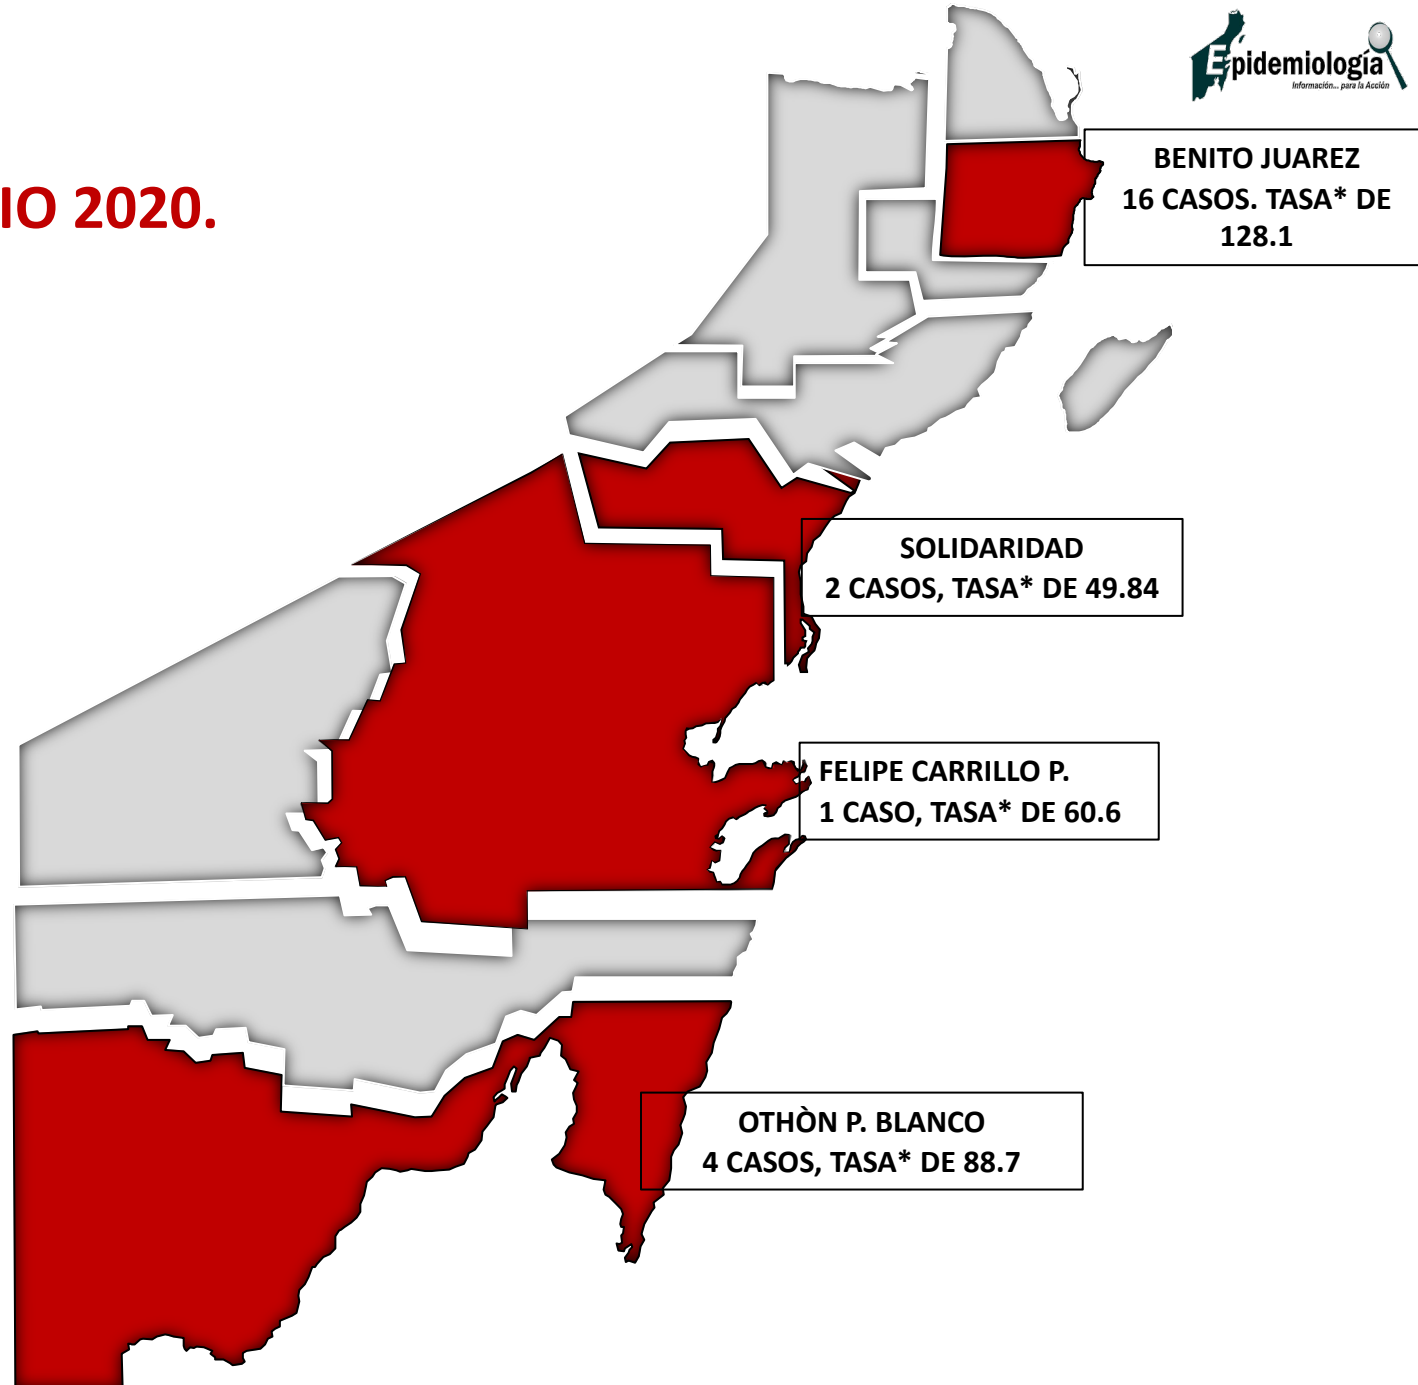 Epidemiología
Información... para la Acción
IO 2020.
BENITO JUAREZ
16 CASOS. TASA* DE
128.1
SOLIDARIDAD
2 CASOS, TASA* DE 49.84
FELIPE CARRILLO P.
1 CASO, TASA* DE 60.6
OTHÒN P. BLANCO
4 CASOS, TASA* DE 88.7